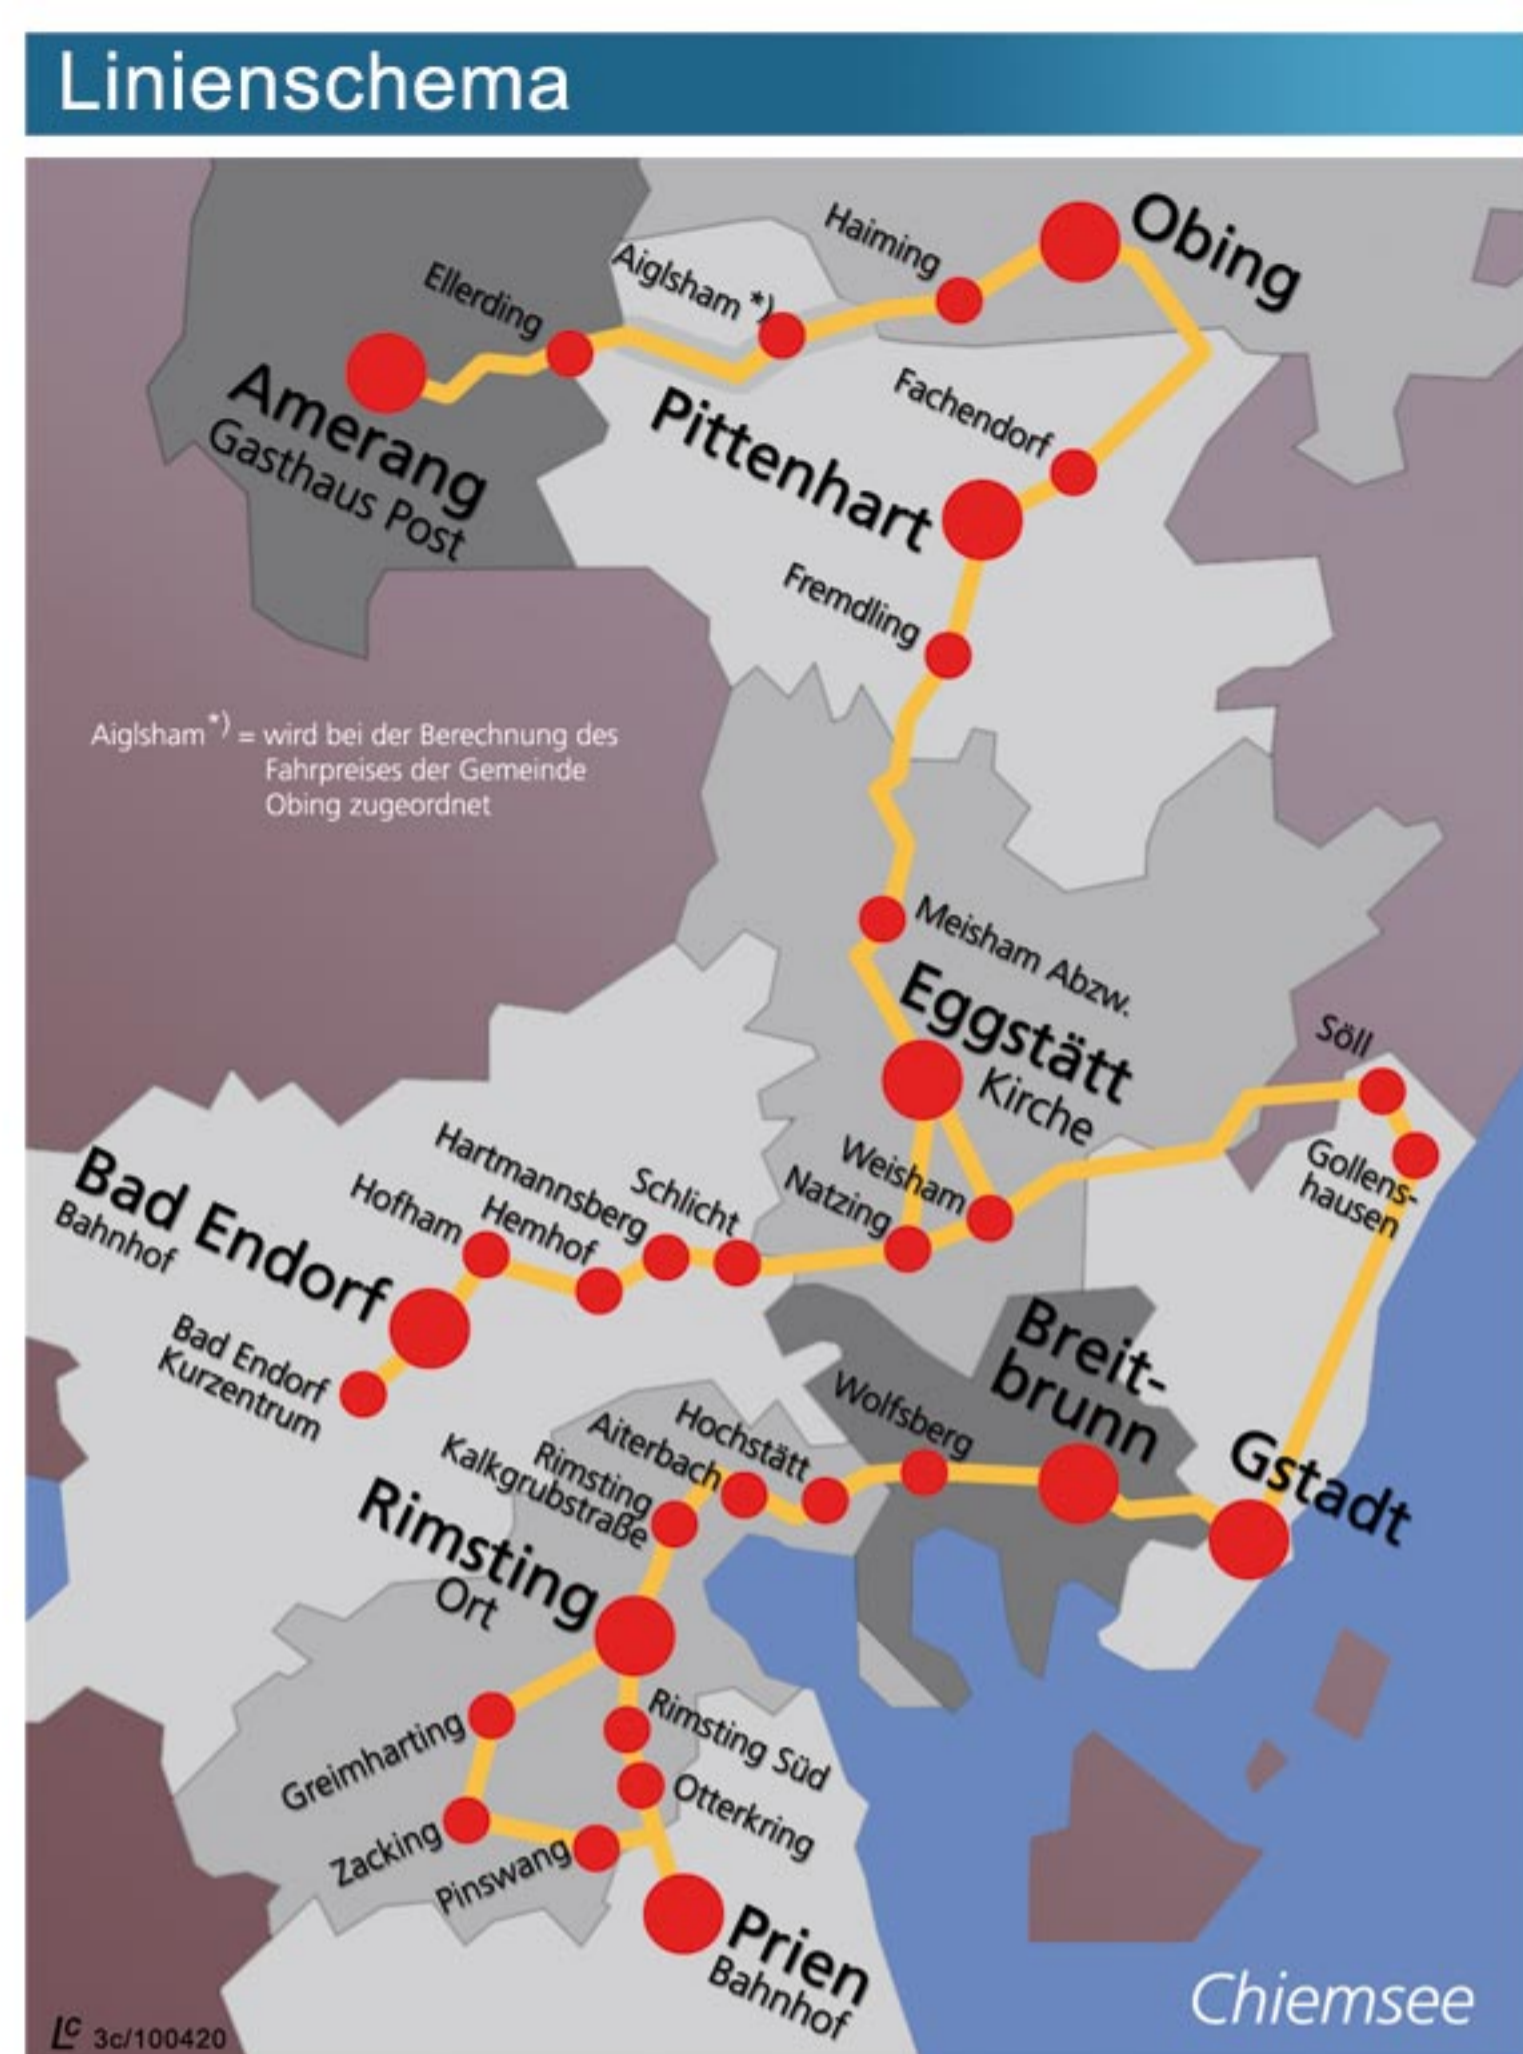 Linienschema
Obing
Haiming
Aiglsham *)
Ellerding
Amerang
Gasthaus Post
Fachendorf
Pittenhart
Fremdling
Aiglsham*) = wird bei der Berechnung des
Fahrpreises der Gemeinde
Obing zugeordnet
Meisham Abzw.
Eggstätt
Kirche
Söll
Gollens-
hausen
Weisham
Natzing
Schlicht
Hartmannsberg
Hemhof
Hofham
Bad Endorf
Bahnhof
Bad Endorf
Kurzentrum
Breit-
brunn
Gstadt
Wolfsberg
Hochstätt
Aiterbach
Rimsting
Kalkgrubstraße
Rimsting
Ort
Rimsting Süd
Otterkring
Greimharting
Zacking
Pinswang
Prien
Bahnhof
Chiemsee
LC 3c/100420